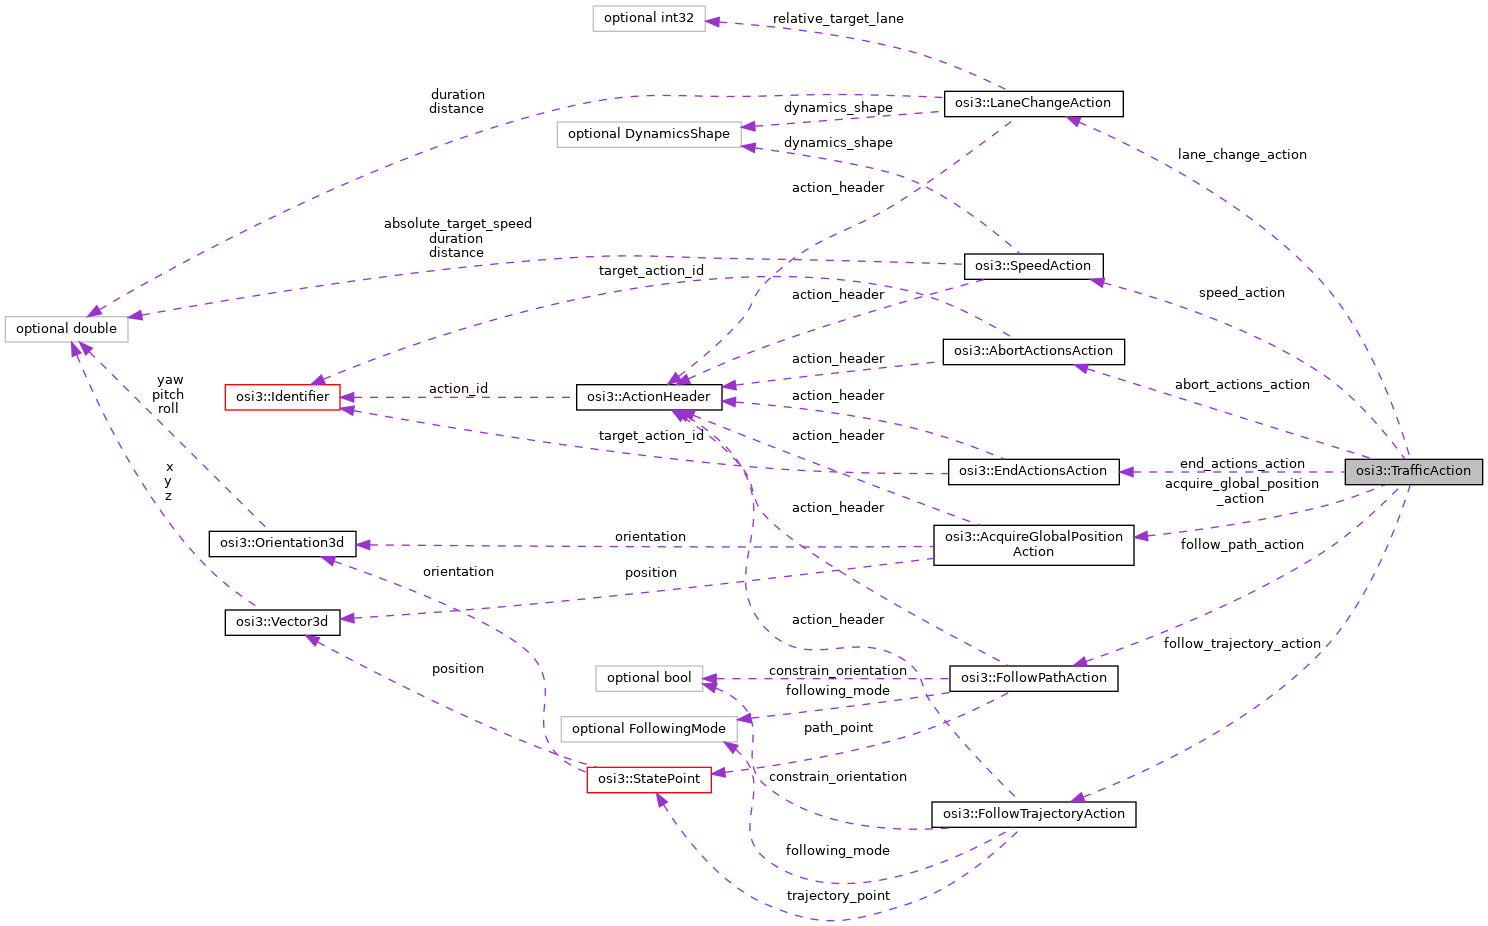 optional int32
relative_target_lane
duration
distance
osi3::LaneChangeAction
dynamics_shape
optional DynamicsShape
dynamics_shape
lane_change_action
action_header
absolute_target_speed
duration
distance
osi3::SpeedAction
target_action_id
action_header
speed_action
optional double
osi3::AbortActionsAction
action_header
yaw
pitch
roll
abort_actions_action
action_id
osi3::Identifier
osi3::ActionHeader
action_header
target_action_id
action_header
end_actions_action
osi3::EndActionsAction
osi3::TrafficAction
x
y
z
acquire_global_position
_action
action_header
osi3::Orientation3d
orientation
osi3::AcquireGlobalPosition
Action
follow_path_action
orientation
position
osi3::Vector3d
action_header
follow_trajectory_action
position
optional bool
constrain_orientation
osi3::FollowPathAction
following_mode
optional FollowingMode
path_point
osi3::StatePoint
constrain_orientation
osi3::FollowTrajectoryAction
following_mode
trajectory_point